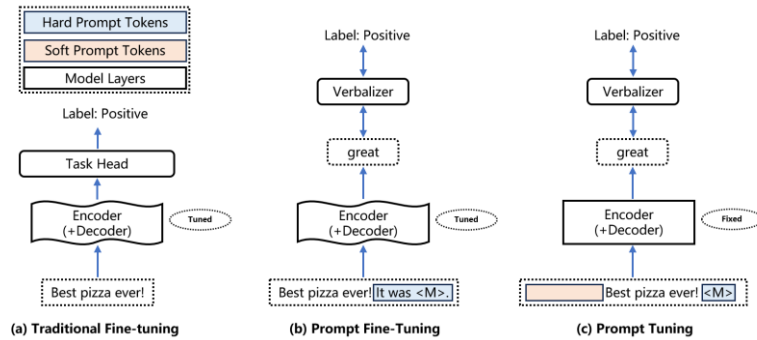 Hard Prompt Tokens
Soft Prompt Tokens
Model Layers
Label: Positive
Task Head
Encoder
(+Decoder)
Tuned
Best pizza ever!
(a) Traditional Fine-tuning
Label: Positive
Verbalizer
great
Encoder
(+Decoder)
Tuned
Best pizza ever! It was <M>.
(b) Prompt Fine-Tuning
Label: Positive
Verbalizer
great
Encoder
(+Decoder)
Fixed
Best pizza ever! <M>
(c) Prompt Tuning